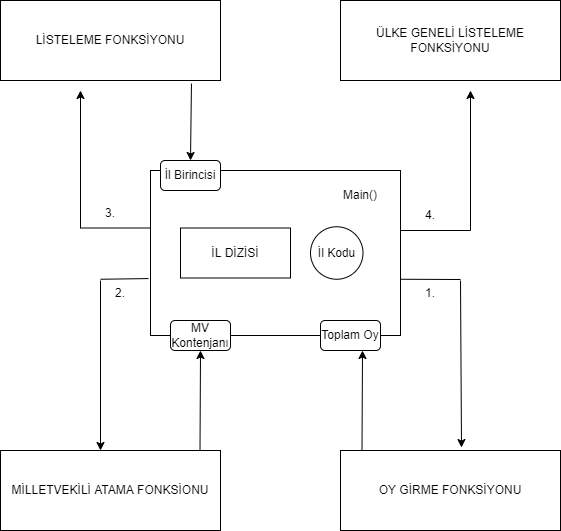 LİSTELEME FONKSİYONU
ÜLKE GENELİ LİSTELEME
FONKSİYONU
İl Birincisi
Main()
3.
4.
İL DİZİSİ
İl Kodu
2.
1.
MV
Kontenjanı
Toplam Oy
MİLLETVEKİLİ ATAMA FONKSİONU
OY GİRME FONKSİYONU